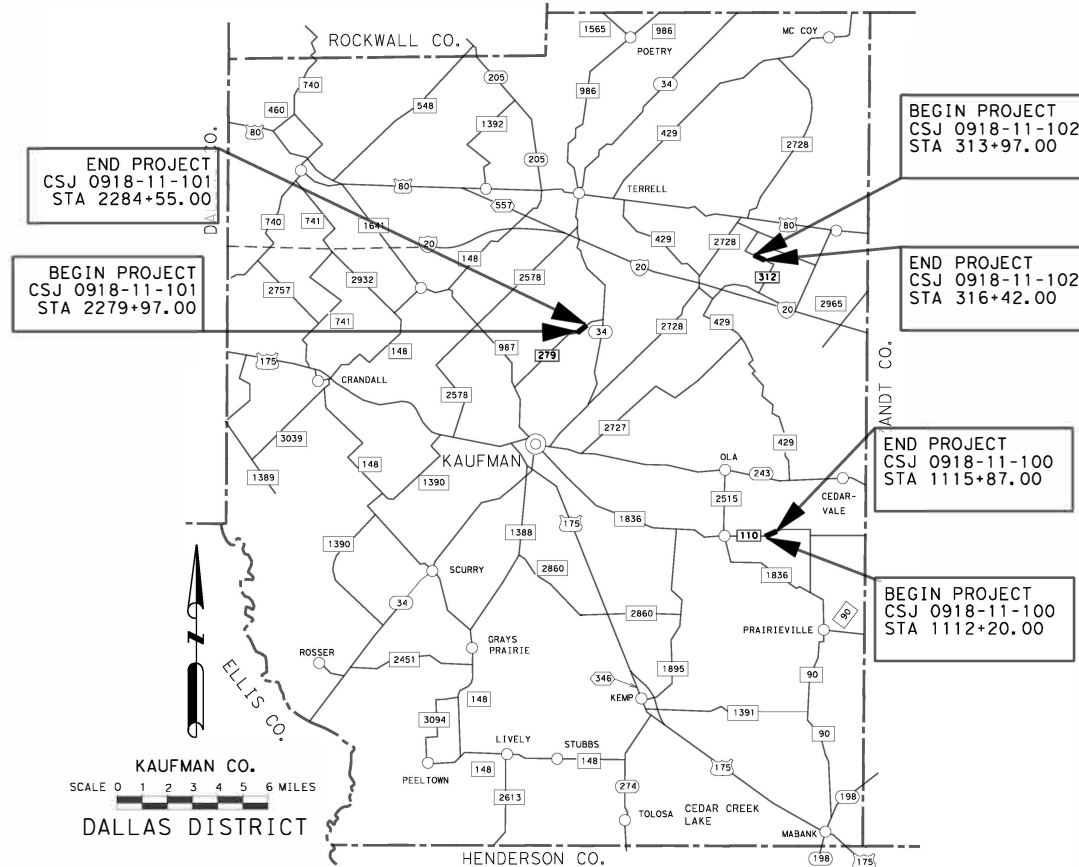 ROCKWALL CO.
1565
986
POETRY
MC COY
740
205
34
986
460
548
1392
429
80
2728
205
BEGIN PROJECT
CSJ 0918-11-102
STA 313+97.00
END PROJECT
CSJ 0918-11-101
STA 2284+55.00
80
TERRELL
557
740
741
1641
429
2728
80
20
148
2578
20
312
END PROJECT
CSJ 0918-11-102
STA 316+42.00
BEGIN PROJECT
CSJ 0918-11-101
STA 2279+97.00
2932
2757
741
20
2965
34
2728
429
148
987
279
175
CRANDALL
2578
3039
2727
429
END PROJECT
CSJ 0918-11-100
STA 1115+87.00
KAUFMAN
OLA
243
CEDAR-
VALE
148
1389
1390
2515
1388
175
1836
110
1390
2860
1836
SCURRY
BEGIN PROJECT
CSJ 0918-11-100
STA 1112+20.00
34
2860
90
PRAIRIEVILLE
N
GRAYS
PRAIRIE
ROSSER
2451
1895
90
ELLIS CO.
346
KEMP
148
1391
3094
90
LIVELY
STUBBS
148
148
PEELTOWN
175
KAUFMAN CO.
SCALE 0 1 2 3 4 5 6 MILES
DALLAS DISTRICT
2613
274
TOLOSA
CEDAR CREEK
LAKE
198
MABANK
198
175
HENDERSON CO.